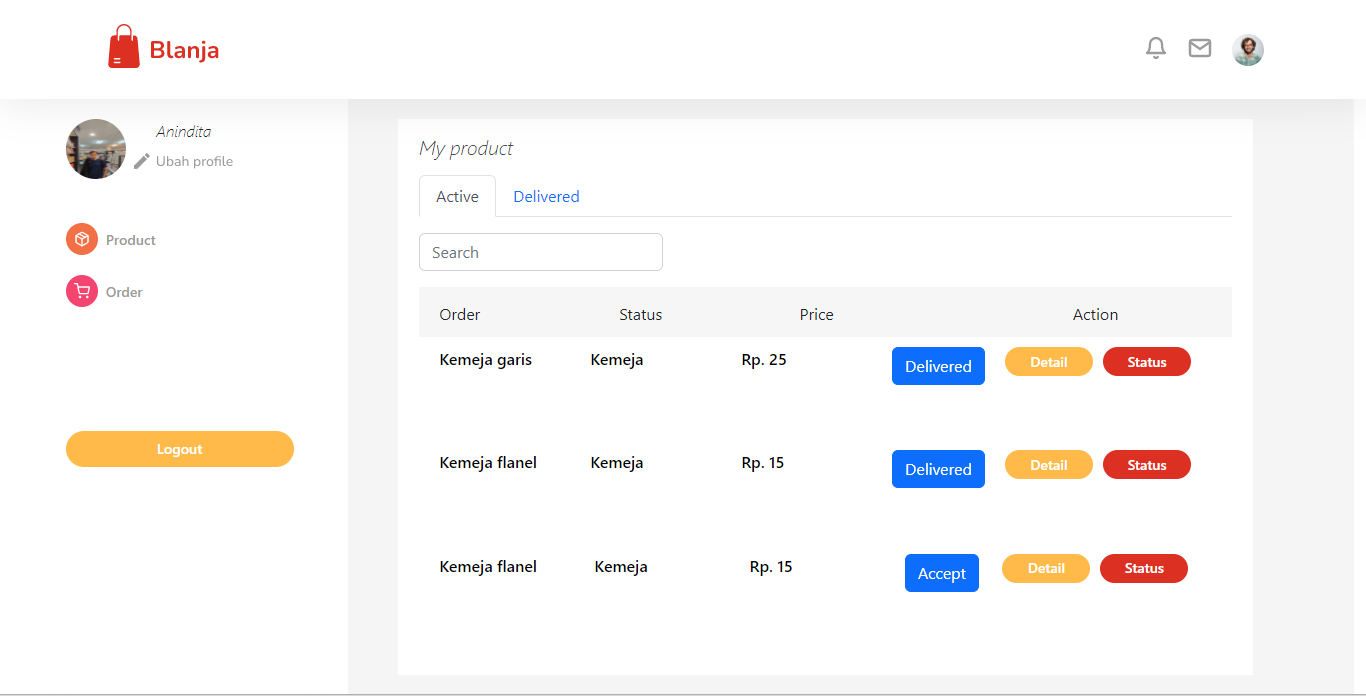 Blanja
Anindita
Ubah profile
Product
Order
Logout
My product
Active Delivered
Search
Order Status Price Action
Kemeja garis Kemeja Rp. 25 Delivered Detail Status
Kemeja flanel Kemeja Rp. 15 Delivered Detail Status
Kemeja flanel Kemeja Rp. 15 Accept Detail Status